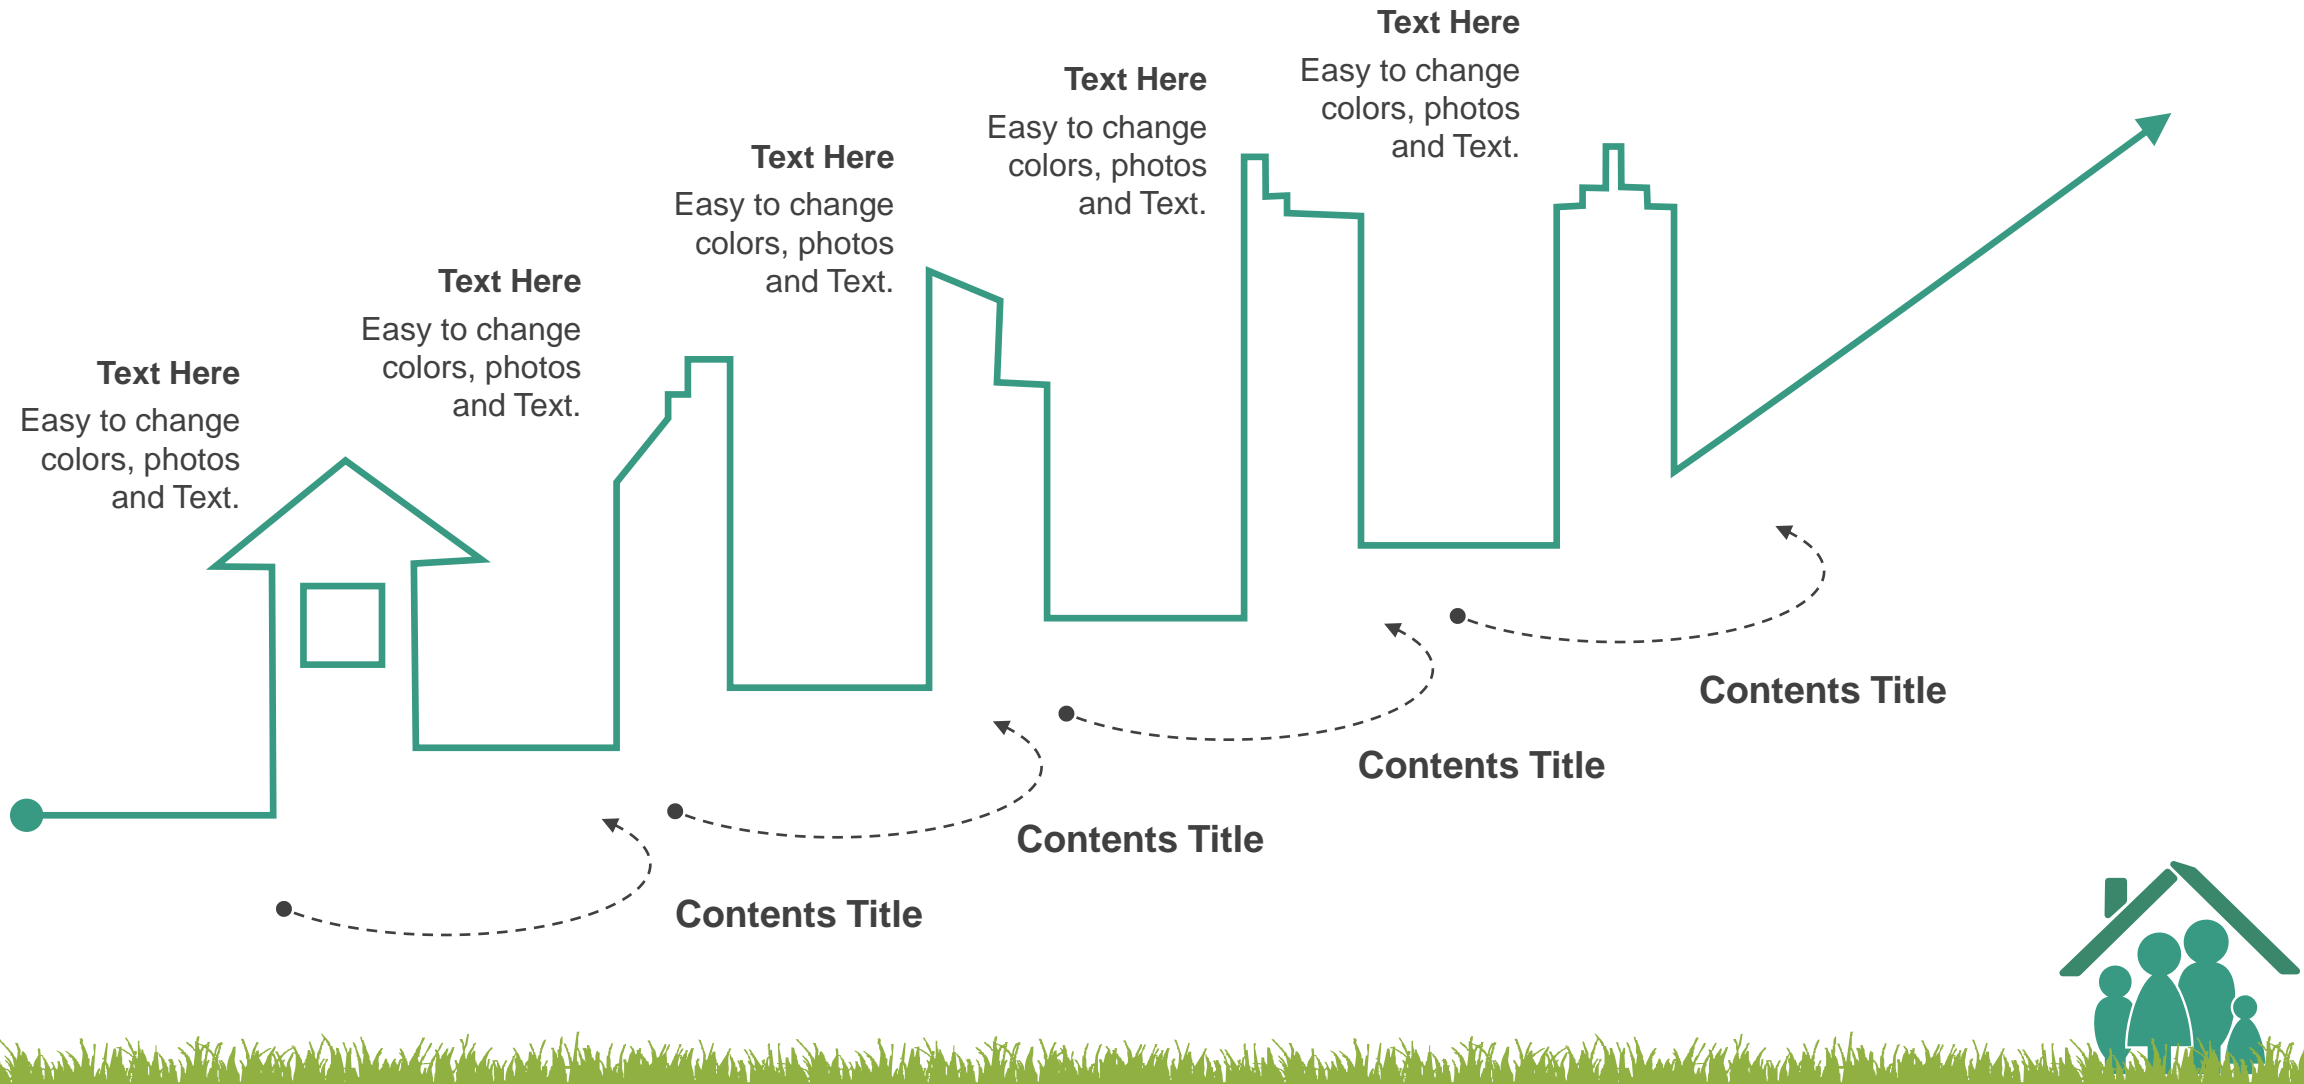 Text Here
Easy to change
colors, photos
and Text.
Text Here
Easy to change
colors, photos
and Text.
Text Here
Easy to change
colors, photos
and Text.
Text Here
Easy to change
colors, photos
and Text.
Text Here
Easy to change
colors, photos
and Text.
Contents Title
Contents Title
Contents Title
Contents Title